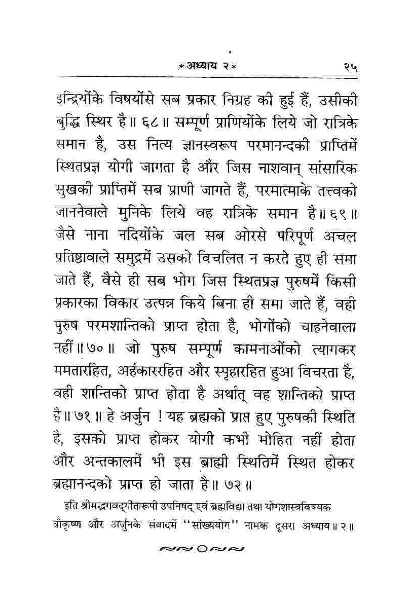 *अध्याय २* २५
इन्द्रियोंके विषयोंसे सब प्रकार निग्रह की हुई हैं, उसीकी
बुद्धि स्थिर है॥ ६८॥ सम्पूर्ण प्राणियोंके लिये जो रात्रिके
समान है, उस नित्य ज्ञानस्वरूप परमानन्दकी प्राप्तिमें
स्थितप्रज्ञ योगी जागता है और जिस नाशवान् सांसारिक
सुखकी प्राप्तिमें सब प्राणी जागते हैं, परमात्माके तत्त्वको
जाननेवाले मुनिके लिये वह रात्रिके समान है॥ ६९॥
जैसे नाना नदियोंके जल सब ओरसे परिपूर्ण अचल
प्रतिष्ठावाले समुद्रमें उसको विचलित न करते हुए ही समा
जाते हैं, वैसे ही सब भोग जिस स्थितप्रज्ञ पुरुषमें किसी
प्रकारका विकार उत्पन्न किये बिना ही समा जाते हैं, वही
पुरुष परमशान्तिको प्राप्त होता है, भोगोंको चाहनेवाला
नहीं॥ ७०॥ जो पुरुष सम्पूर्ण कामनाओंको त्यागकर
ममतारहित, अहंकाररहित और स्पृहारहित हुआ विचरता है,
वही शान्तिको प्राप्त होता है अर्थात् वह शान्तिको प्राप्त
है॥ ७१॥ हे अर्जुन ! यह ब्रह्मको प्राप्त हुए पुरुषकी स्थिति
है, इसको प्राप्त होकर योगी कभी मोहित नहीं होता
और अन्तकालमें भी इस ब्राह्मी स्थितिमें स्थित होकर
ब्रह्मानन्दको प्राप्त हो जाता है॥ ७२॥
इति श्रीमद्भगवद्गीतारूपी उपनिषद् एवं ब्रह्मविद्या तथा योगशास्त्रविषयक
श्रीकृष्ण और अर्जुनके संवादमें "सांख्ययोग" नामक दूसरा अध्याय॥ २॥